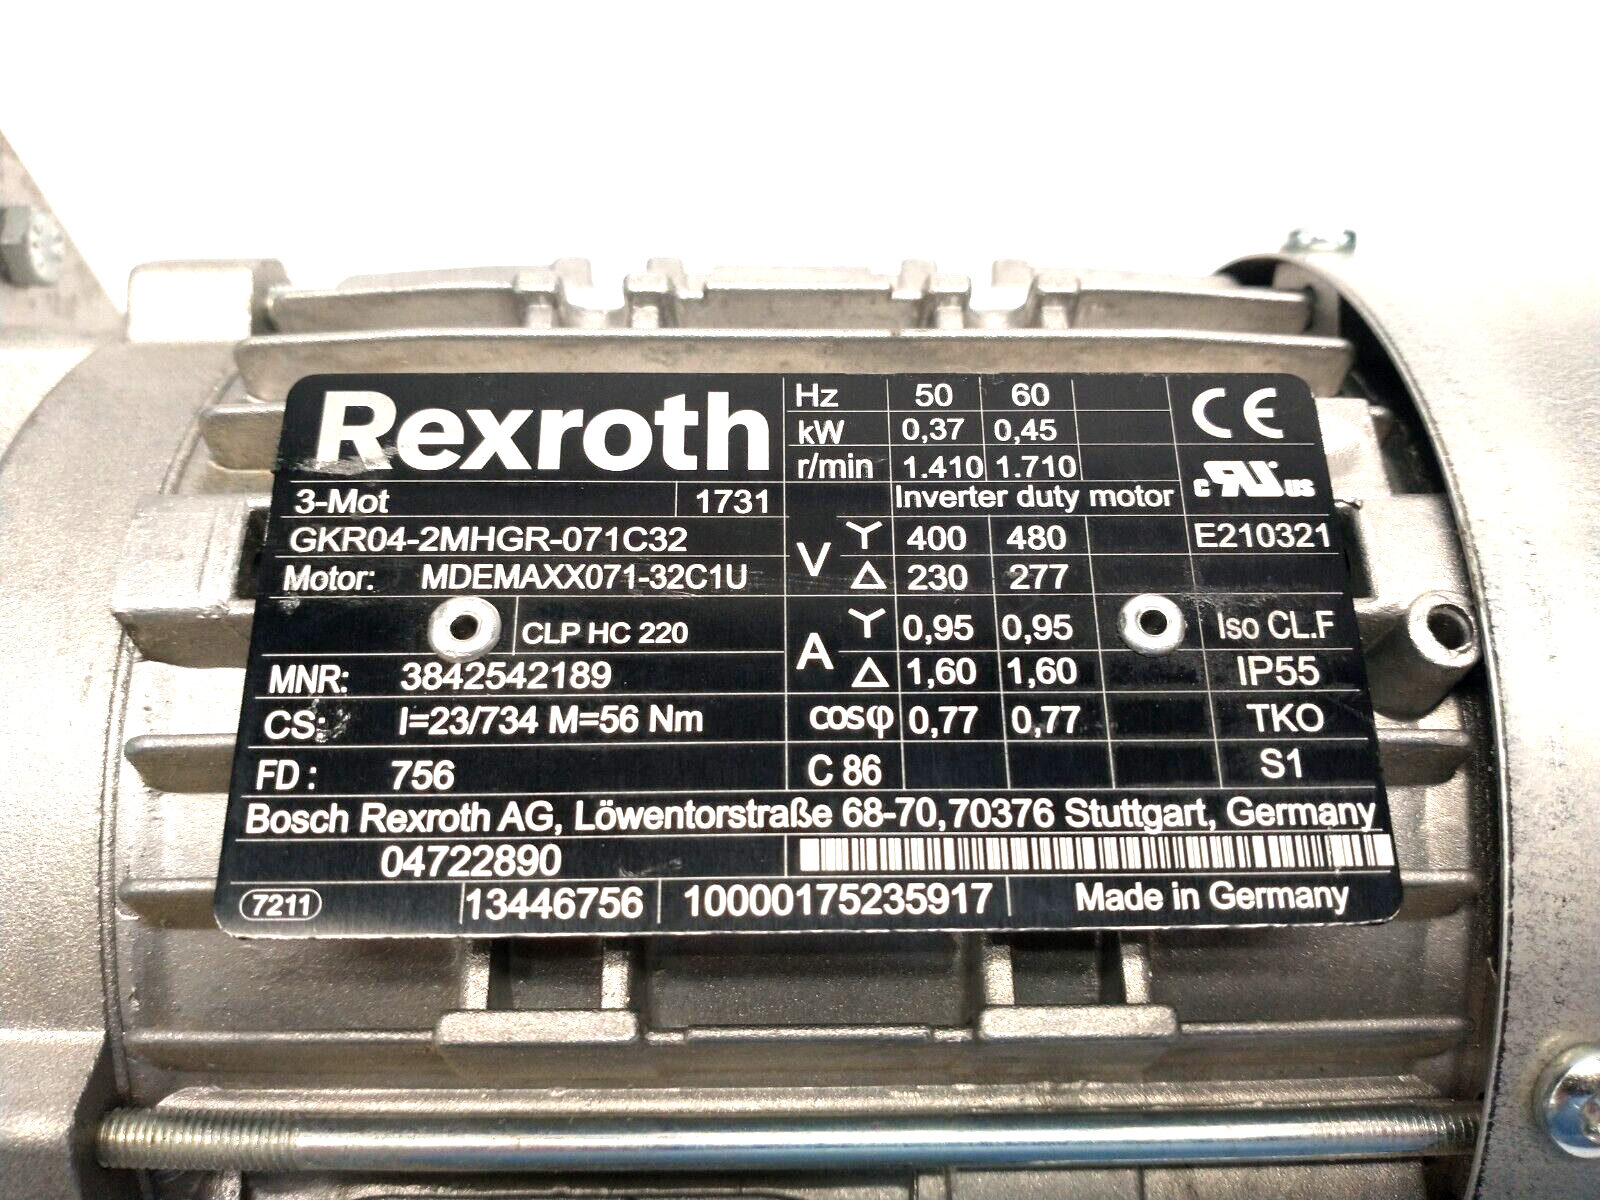 Rexroth
3-Mot 1731
GKR04-2MHGR-071C32
Motor: MDEMAXX071-32C1U
CLP HC 220
MNR: 3842542189
CS: I=23/734 M=56 Nm
FD: 756
Hz 50 60
kW 0,37 0,45
r/min 1.410 1.710
Inverter duty motor
V Y 400 480
Δ 230 277
A Y 0,95 0,95
Δ 1,60 1,60
cosφ 0,77 0,77
C 86
CE
c RU us
E210321
Iso CL.F
IP55
TKO
S1
Bosch Rexroth AG, Löwentorstraße 68-70, 70376 Stuttgart, Germany
04722890
7211 13446756 10000175235917 Made in Germany